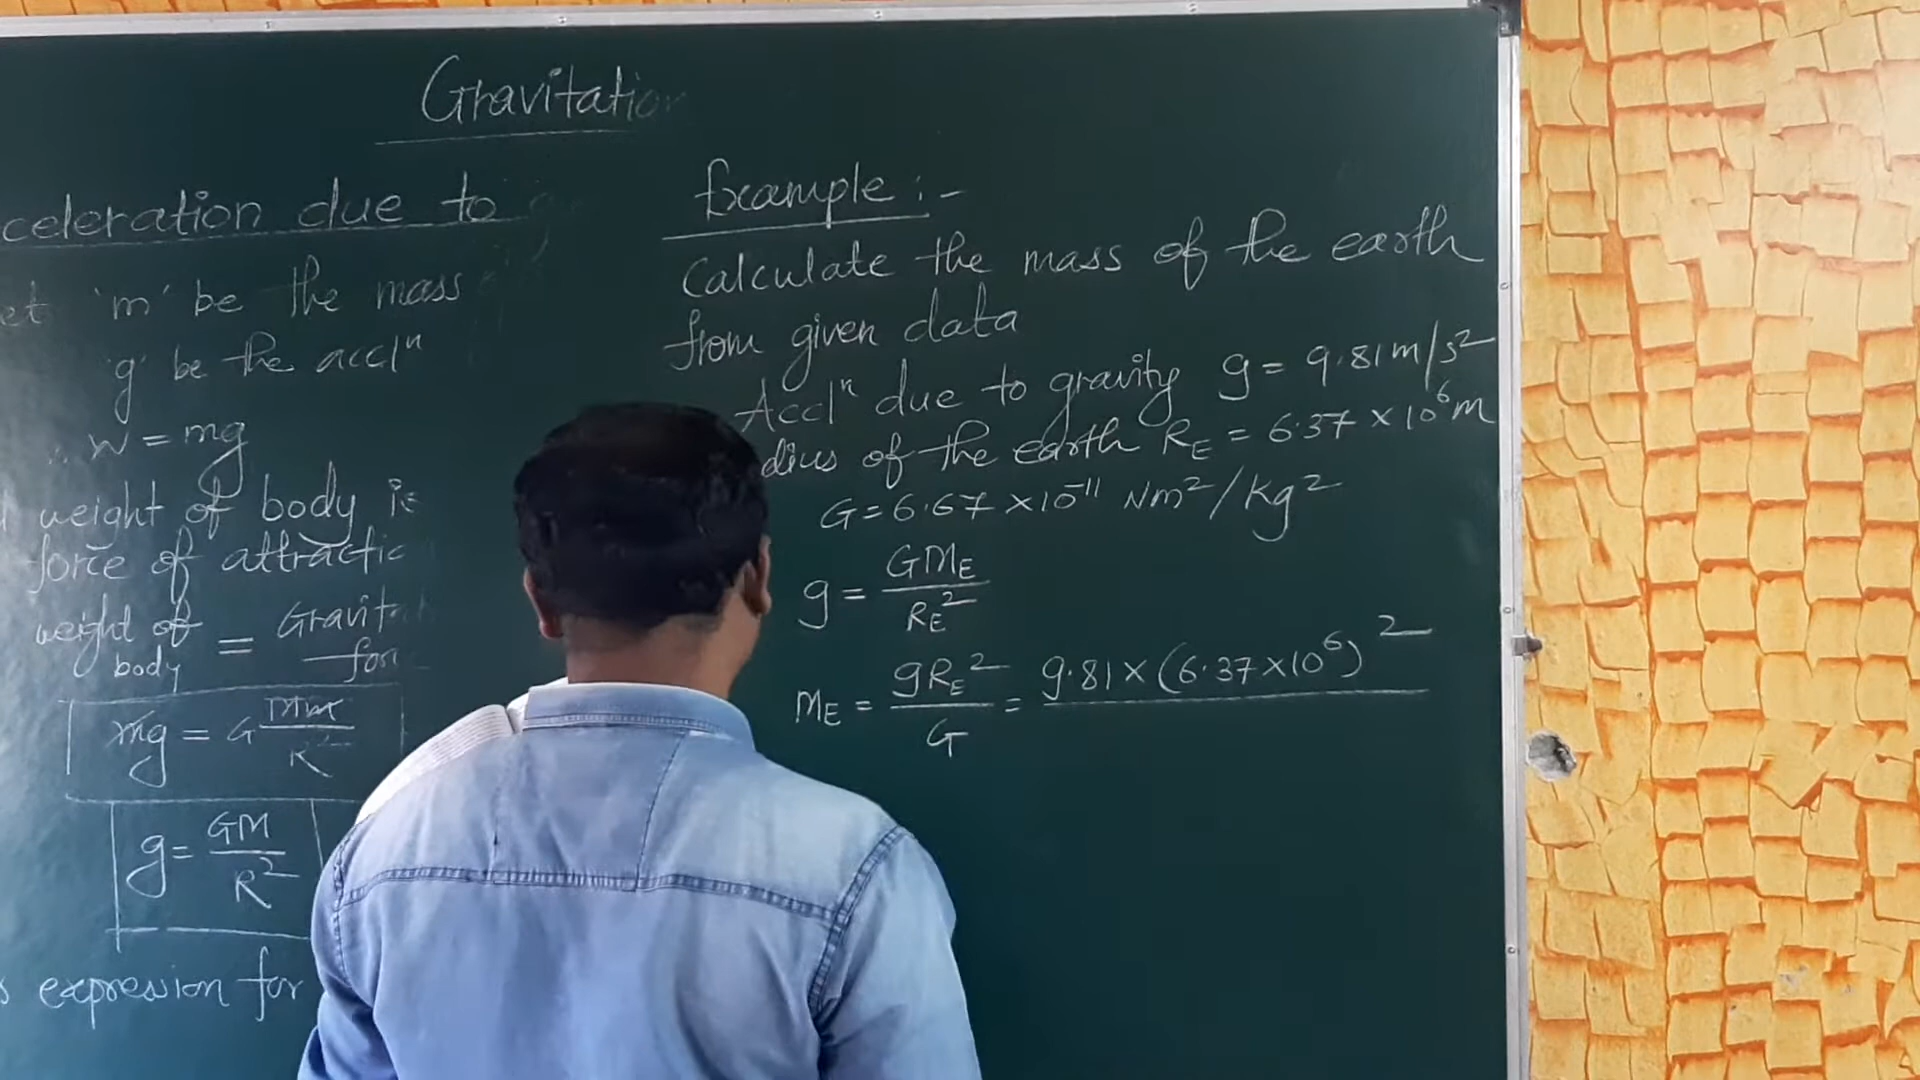 Gravitation
celeration due to
et 'm' be the mass
'g' be the acclⁿ
∴ W = mg
weight of body is
force of attractic
weight of body = Gravit for
mg = G Mm/R²
g = GM/R²
s expression for
Example :-
Calculate the mass of the earth
from given data
Acclⁿ due to gravity g = 9.81 m/s²
dius of the earth R_E = 6.37 × 10⁶ m
G = 6.67 × 10⁻¹¹ Nm²/kg²
g = GM_E/R_E²
M_E = gR_E²/G = 9.81 × (6.37 × 10⁶)²